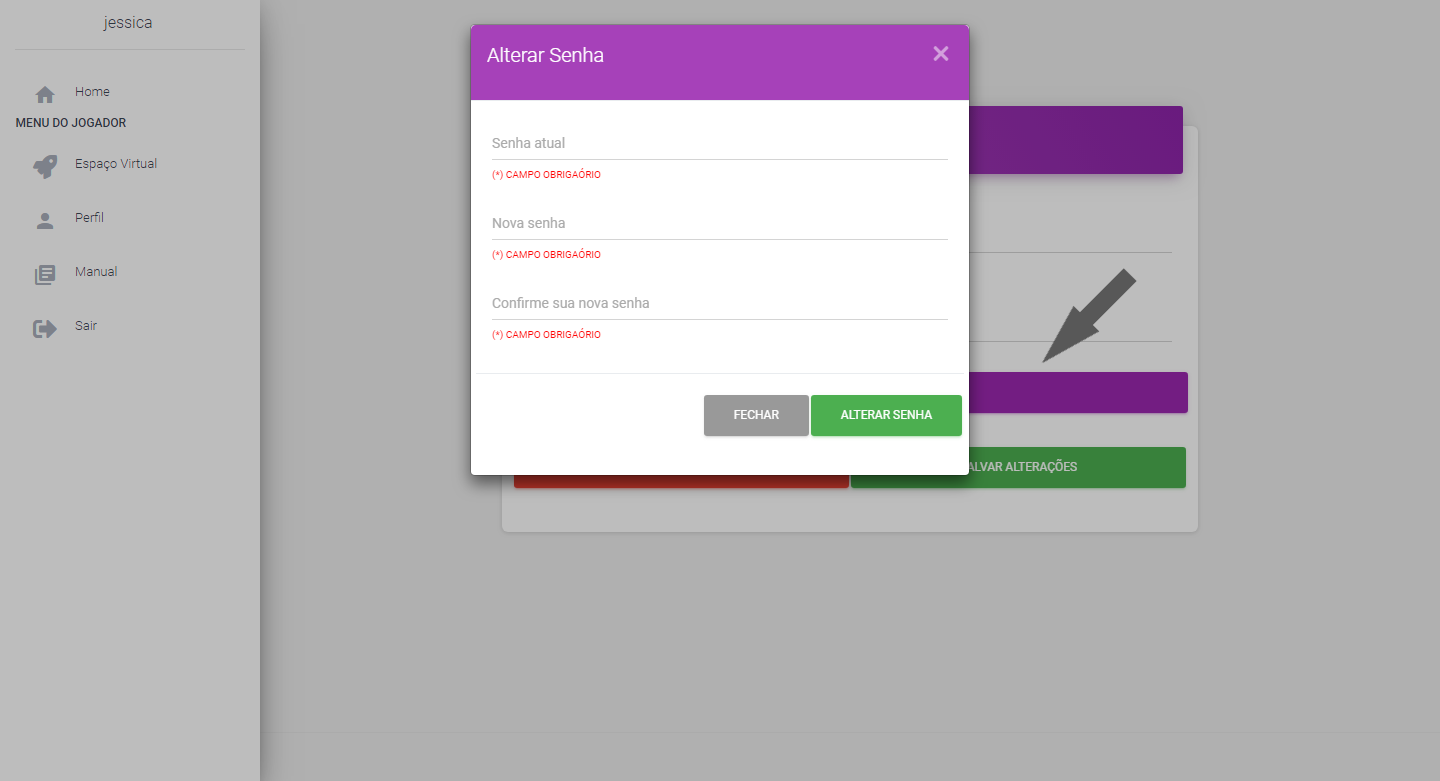 jessica
Home
MENU DO JOGADOR
Espaço Virtual
Perfil
Manual
Sair
Alterar Senha
×
Senha atual
(*) CAMPO OBRIGAÓRIO
Nova senha
(*) CAMPO OBRIGAÓRIO
Confirme sua nova senha
(*) CAMPO OBRIGAÓRIO
FECHAR
ALTERAR SENHA
ALVAR ALTERAÇÕES